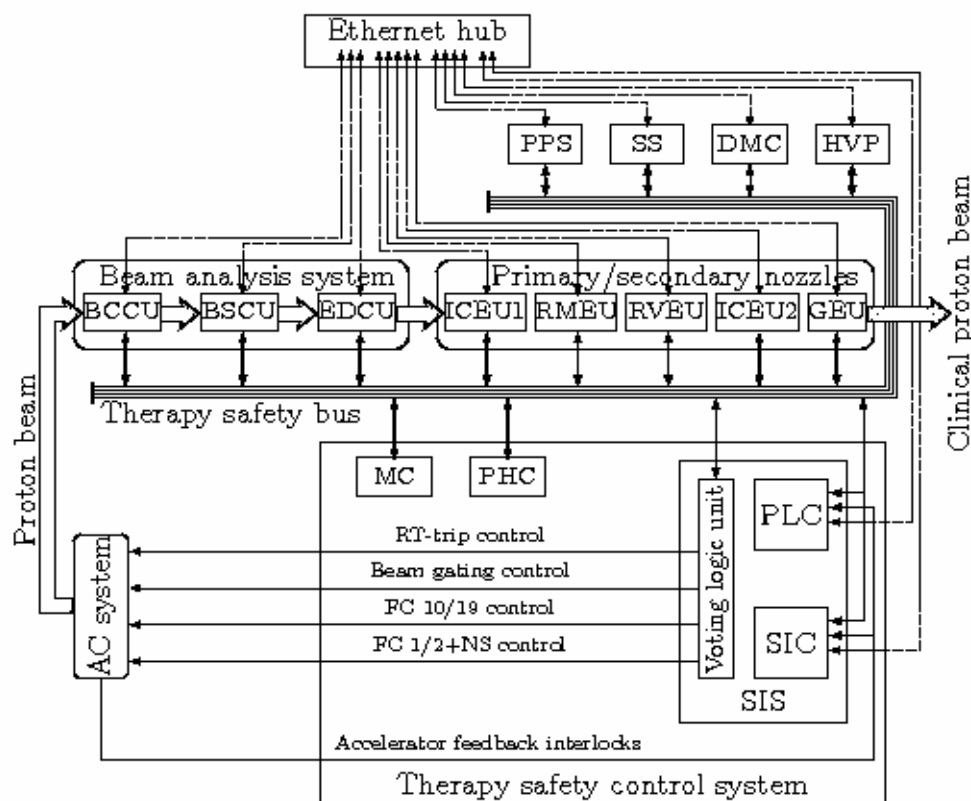 Ethernet hub
PPS
SS
DMC
HVP
Beam analysis system
Primary/secondary nozzles
BCCU
BSCU
EDCU
ICEU1
RMEU
RVEU
ICEU2
GEU
Clinical proton beam
Therapy safety bus
Proton beam
MC
PHC
Voting logic unit
PLC
SIC
SIS
RT-trip control
Beam gating control
FC 10/19 control
FC 1/2+NS control
AC system
Accelerator feedback interlocks
Therapy safety control system